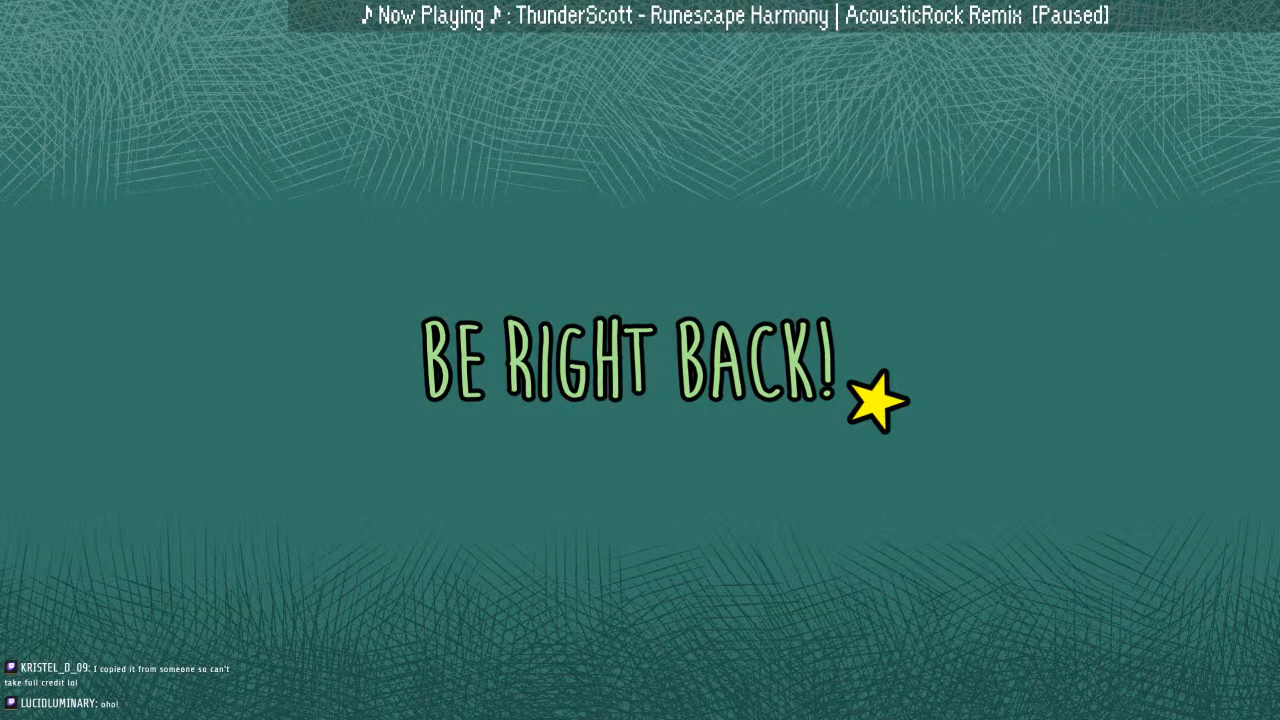 ♪ Now Playing ♪ : ThunderScott - Runescape Harmony | AcousticRock Remix [Paused]
BE RIGHT BACK!
KRISTEL_D_09: I copied it from someone so can't
take full credit lol
LUCIDLUMINARY: oho!